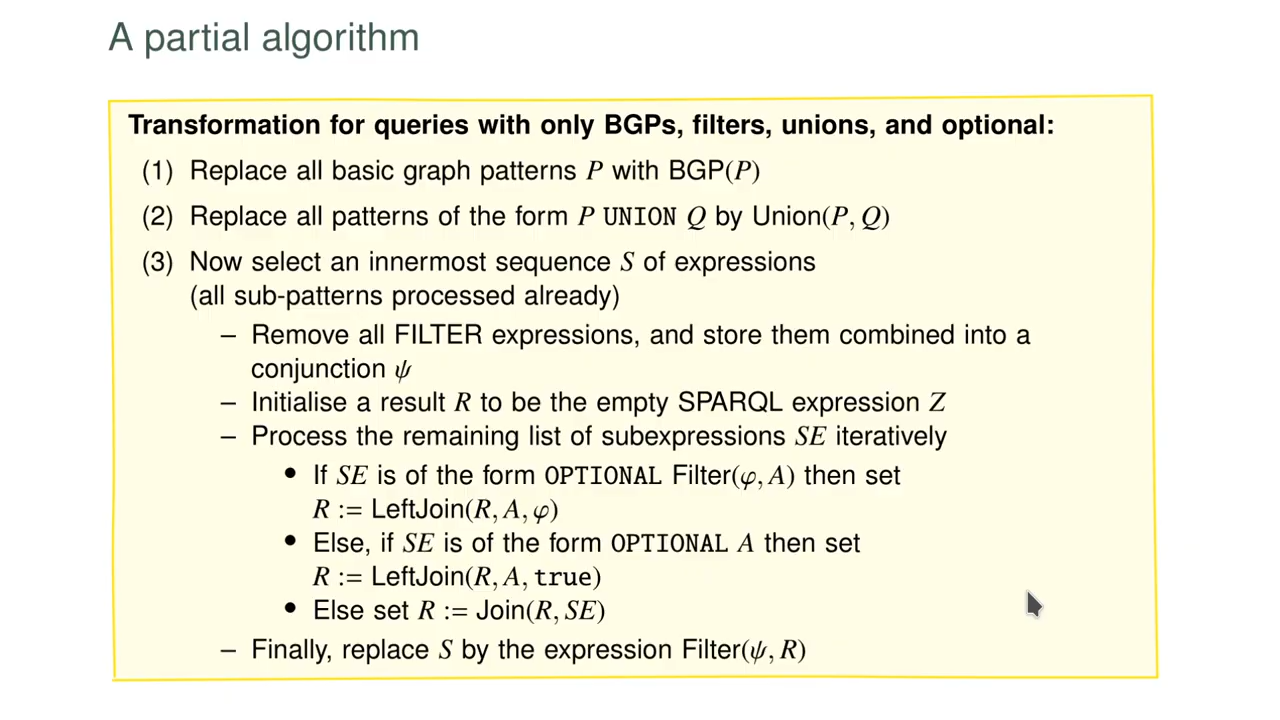 A partial algorithm
Transformation for queries with only BGPs, filters, unions, and optional:
(1) Replace all basic graph patterns P with BGP(P)
(2) Replace all patterns of the form P UNION Q by Union(P, Q)
(3) Now select an innermost sequence S of expressions
(all sub-patterns processed already)
– Remove all FILTER expressions, and store them combined into a
conjunction ψ
– Initialise a result R to be the empty SPARQL expression Z
– Process the remaining list of subexpressions SE iteratively
• If SE is of the form OPTIONAL Filter(φ, A) then set
R := LeftJoin(R, A, φ)
• Else, if SE is of the form OPTIONAL A then set
R := LeftJoin(R, A, true)
• Else set R := Join(R, SE)
– Finally, replace S by the expression Filter(ψ, R)